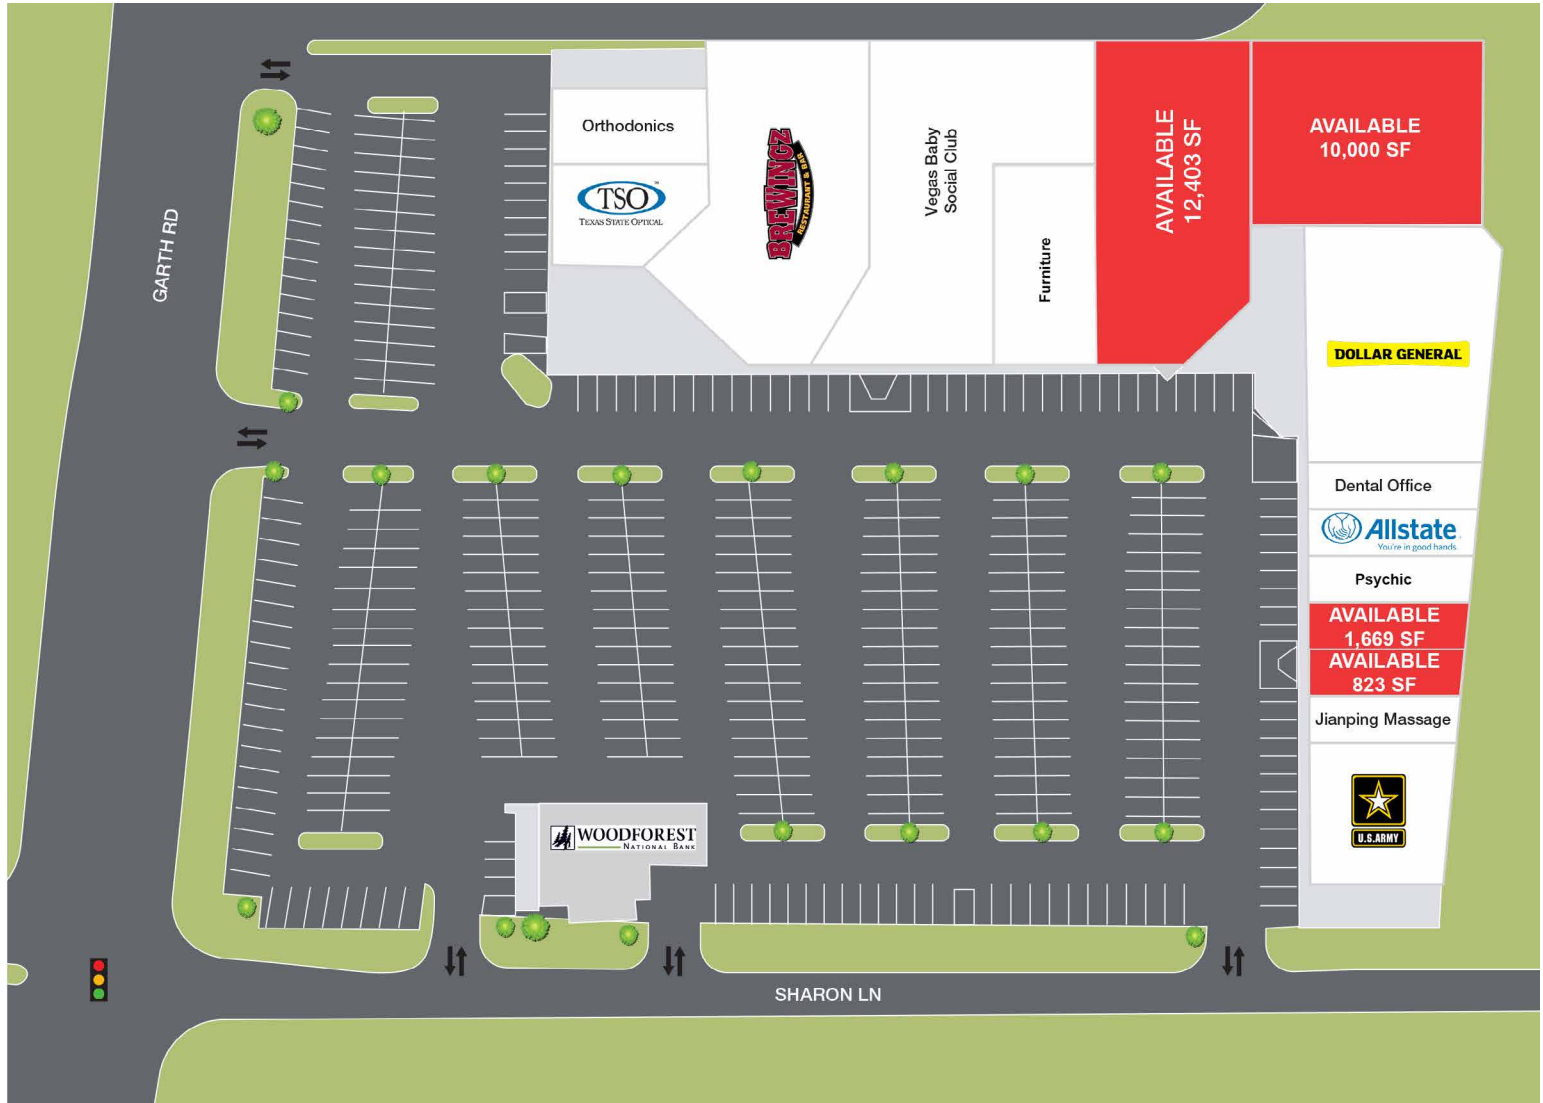 GARTH RD
Orthodonics
TSO
TEXAS STATE OPTICAL
BREWINGZ
RESTAURANT & BAR
Vegas Baby
Social Club
Furniture
AVAILABLE
12,403 SF
AVAILABLE
10,000 SF
DOLLAR GENERAL
Dental Office
Allstate
You're in good hands.
Psychic
AVAILABLE
1,669 SF
AVAILABLE
823 SF
Jianping Massage
U.S.ARMY
WOODFOREST
NATIONAL BANK
SHARON LN